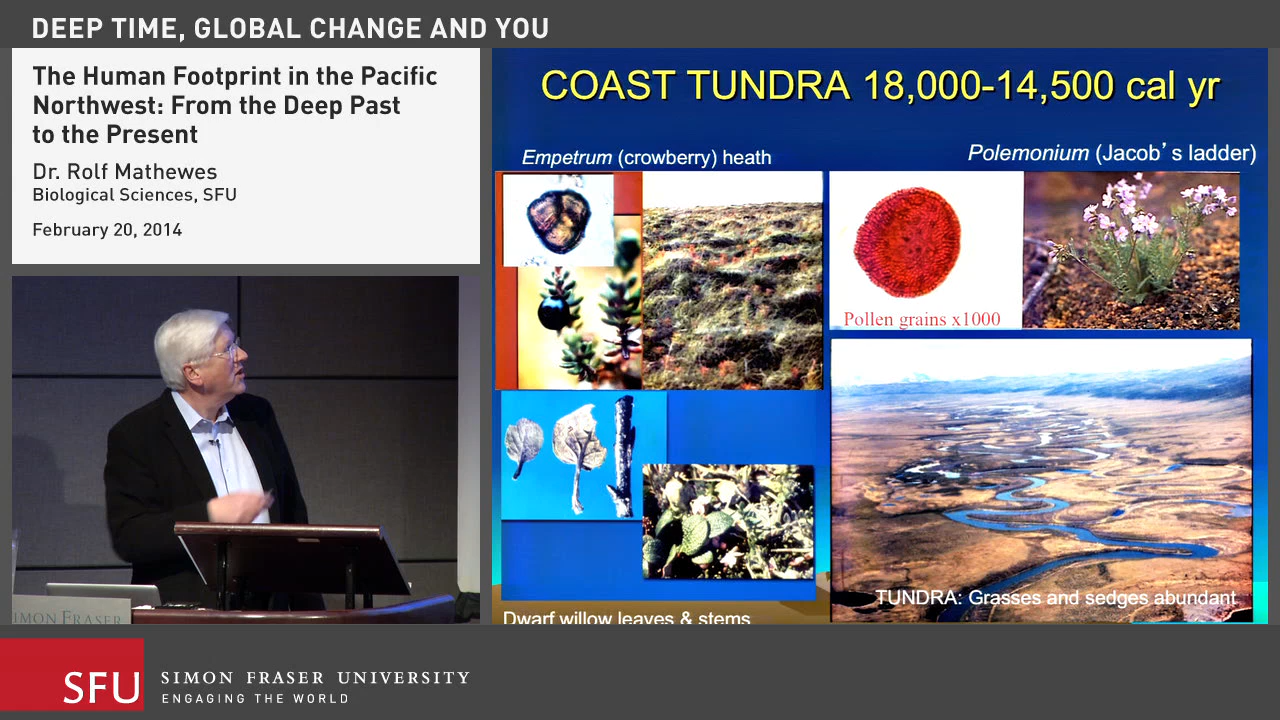 DEEP TIME, GLOBAL CHANGE AND YOU
The Human Footprint in the Pacific
Northwest: From the Deep Past
to the Present
Dr. Rolf Mathewes
Biological Sciences, SFU
February 20, 2014
COAST TUNDRA 18,000-14,500 cal yr
Empetrum (crowberry) heath
Polemonium (Jacob’s ladder)
Pollen grains x1000
TUNDRA: Grasses and sedges abundant
Dwarf willow leaves & stems
IMON FRASER
SFU
SIMON FRASER UNIVERSITY
ENGAGING THE WORLD